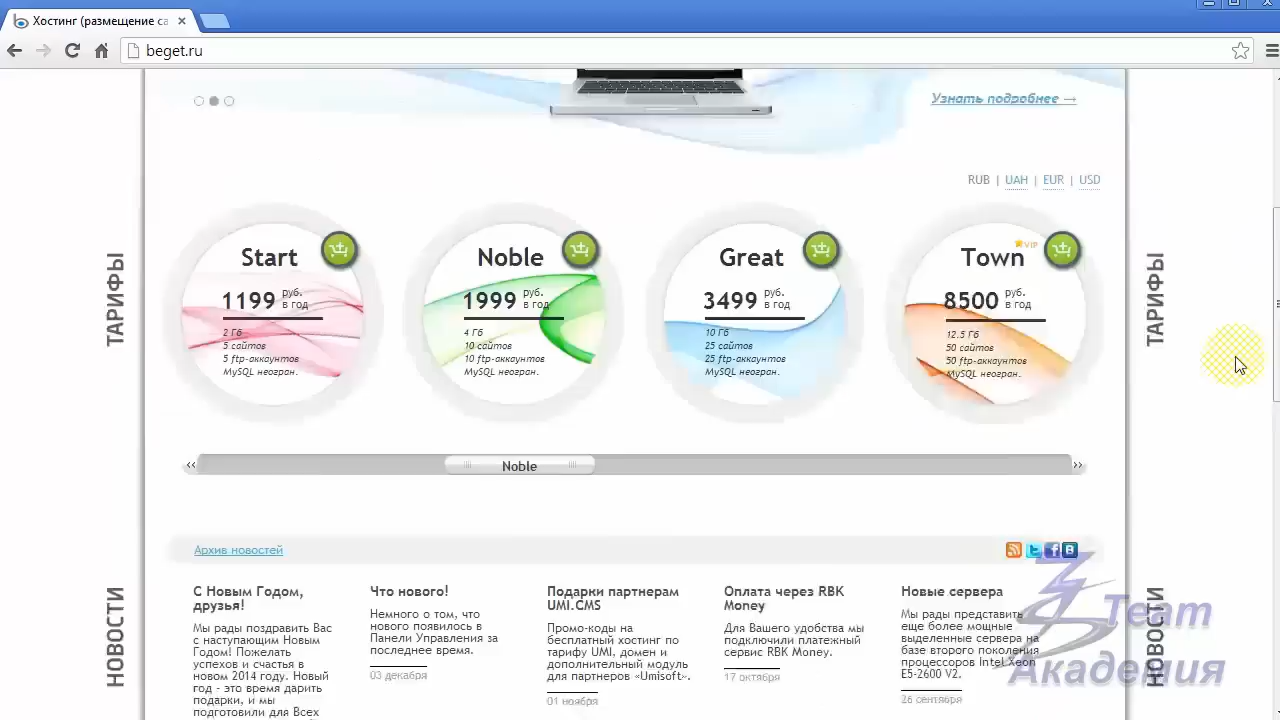 Хостинг (размещение са
beget.ru
Узнать подробнее →
RUB | UAH | EUR | USD
ТАРИФЫ
ТАРИФЫ
Start
1199 руб.
в год
2 Гб
5 сайтов
5 ftp-аккаунтов
MySQL неогран.
Noble
1999 руб.
в год
4 Гб
10 сайтов
10 ftp-аккаунтов
MySQL неогран.
Great
3499 руб.
в год
10 Гб
25 сайтов
25 ftp-аккаунтов
MySQL неогран.
VIP
Town
8500 руб.
в год
12.5 Гб
50 сайтов
50 ftp-аккаунтов
MySQL неогран.
« Noble »
Архив новостей
НОВОСТИ
НОВОСТИ
С Новым Годом,
друзья!
Мы рады поздравить Вас
с наступающим Новым
Годом! Пожелать
успехов и счастья в
новом 2014 году. Новый
год - это время дарить
подарки, и мы
подготовили для Всех
Что нового!
Немного о том, что
нового появилось в
Панели Управления за
последнее время.
03 декабря
Подарки партнерам
UMI.CMS
Промо-коды на
бесплатный хостинг по
тарифу UMI, домен и
дополнительный модуль
для партнеров «Umisoft».
01 ноября
Оплата через RBK
Money
Для Вашего удобства мы
подключили платежный
сервис RBK Money.
17 октября
Новые сервера
Мы рады представить
еще более мощные
выделенные сервера на
базе второго поколения
процессоров Intel Xeon
E5-2600 V2.
26 сентября
Team
Академия